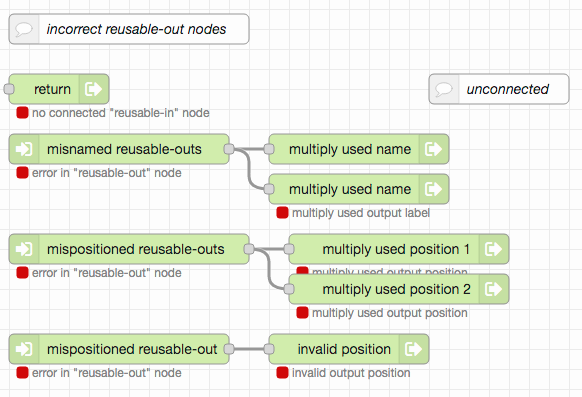 incorrect reusable-out nodes
return
unconnected
no connected "reusable-in" node
misnamed reusable-outs
multiply used name
error in "reusable-out" node
multiply used name
multiply used output label
mispositioned reusable-outs
multiply used position 1
error in "reusable-out" node
multiply used output position
multiply used position 2
multiply used output position
mispositioned reusable-out
invalid position
error in "reusable-out" node
invalid output position